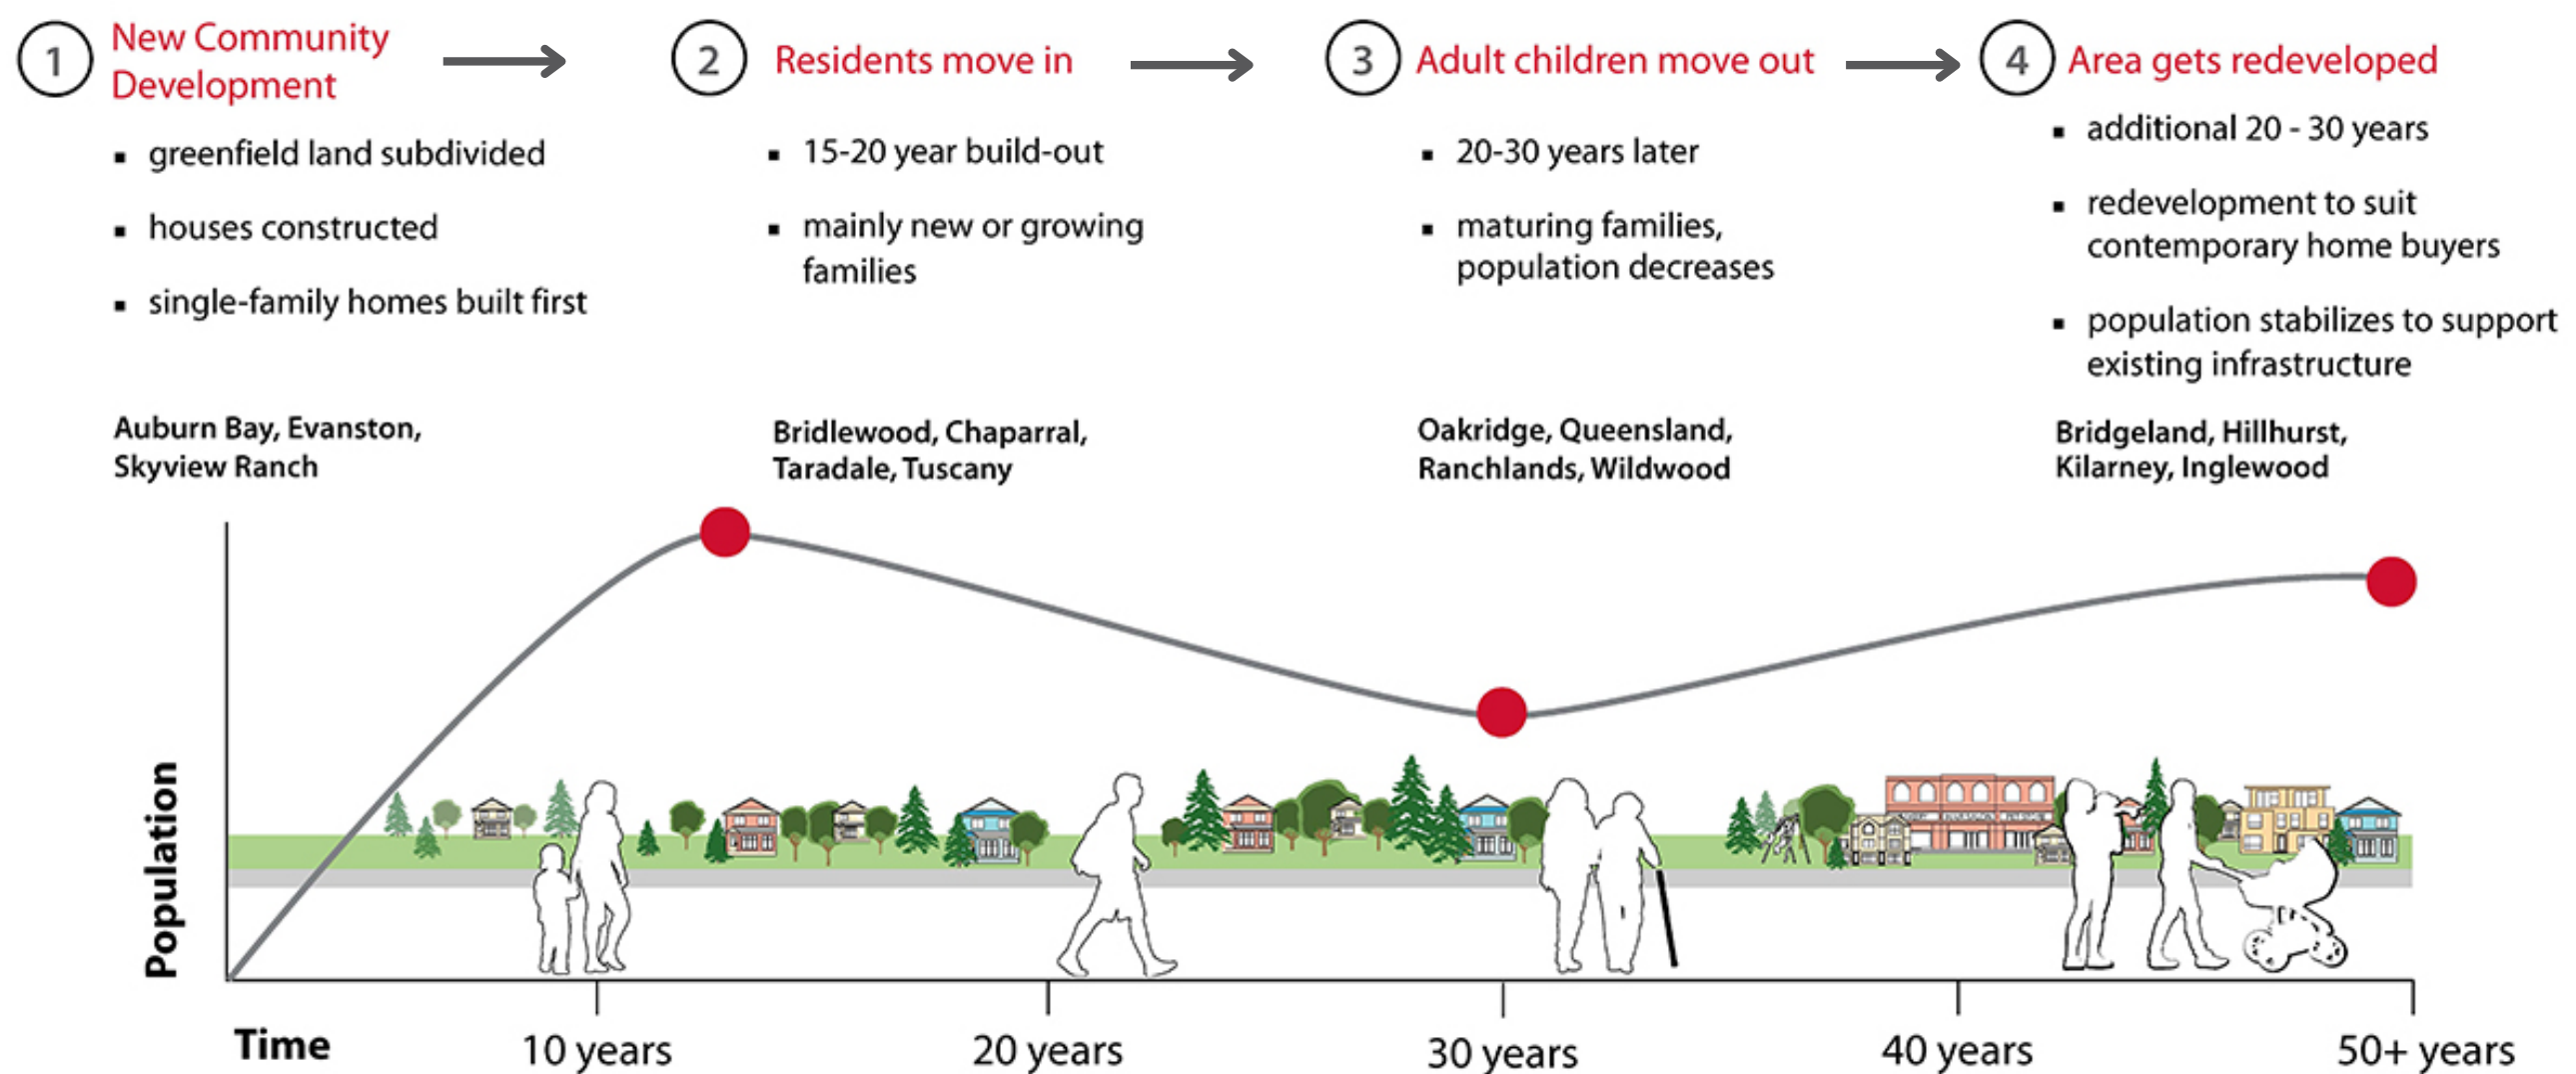 1
New Community
Development
greenfield land subdivided
houses constructed
single-family homes built first
Auburn Bay, Evanston,
Skyview Ranch
2
Residents move in
15-20 year build-out
mainly new or growing
families
Bridlewood, Chaparral,
Taradale, Tuscany
3
Adult children move out
20-30 years later
maturing families,
population decreases
Oakridge, Queensland,
Ranchlands, Wildwood
4
Area gets redeveloped
additional 20 - 30 years
redevelopment to suit
contemporary home buyers
population stabilizes to support
existing infrastructure
Bridgeland, Hillhurst,
Kilarney, Inglewood
Population
Time
10 years
20 years
30 years
40 years
50+ years